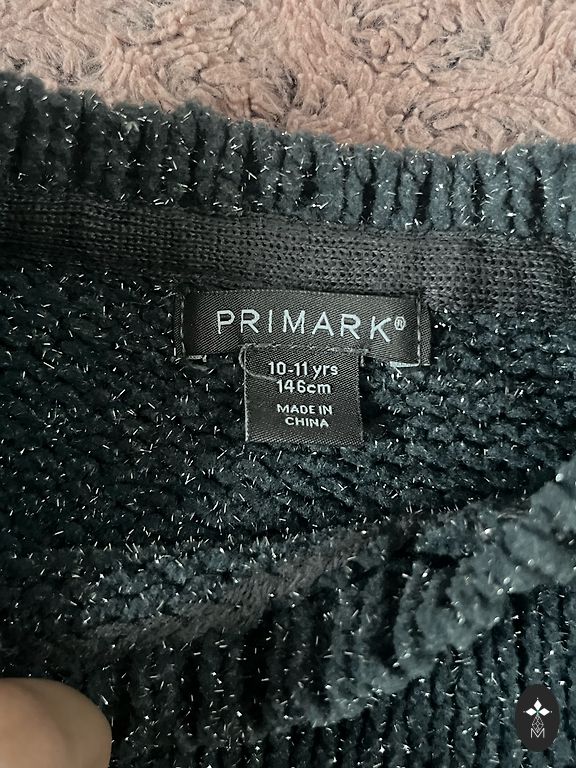 PRIMARK®
10-11 yrs
146cm
MADE IN
CHINA
M